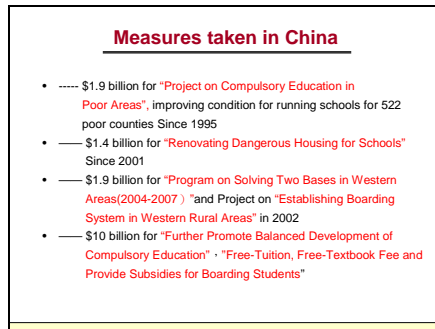 Measures taken in China
• ----- $1.9 billion for “Project on Compulsory Education in
Poor Areas”, improving condition for running schools for 522
poor counties Since 1995
• —— $1.4 billion for “Renovating Dangerous Housing for Schools”
Since 2001
• —— $1.9 billion for “Program on Solving Two Bases in Western
Areas(2004-2007）”and Project on “Establishing Boarding
System in Western Rural Areas” in 2002
• —— $10 billion for “Further Promote Balanced Development of
Compulsory Education”，"Free-Tuition, Free-Textbook Fee and
Provide Subsidies for Boarding Students”